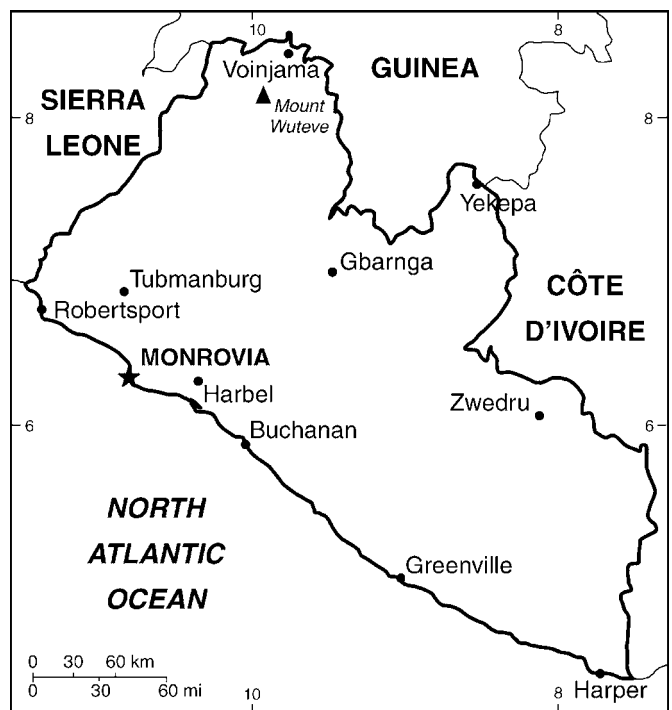 10
8
Voinjama
GUINEA
SIERRA
LEONE
Mount
Wuteve
8
8
Yekepa
Gbarnga
Tubmanburg
CÔTE
D'IVOIRE
Robertsport
MONROVIA
Harbel
Zwedru
6
6
Buchanan
NORTH
ATLANTIC
OCEAN
Greenville
0 30 60 km
0 30 60 mi
10
8
Harper